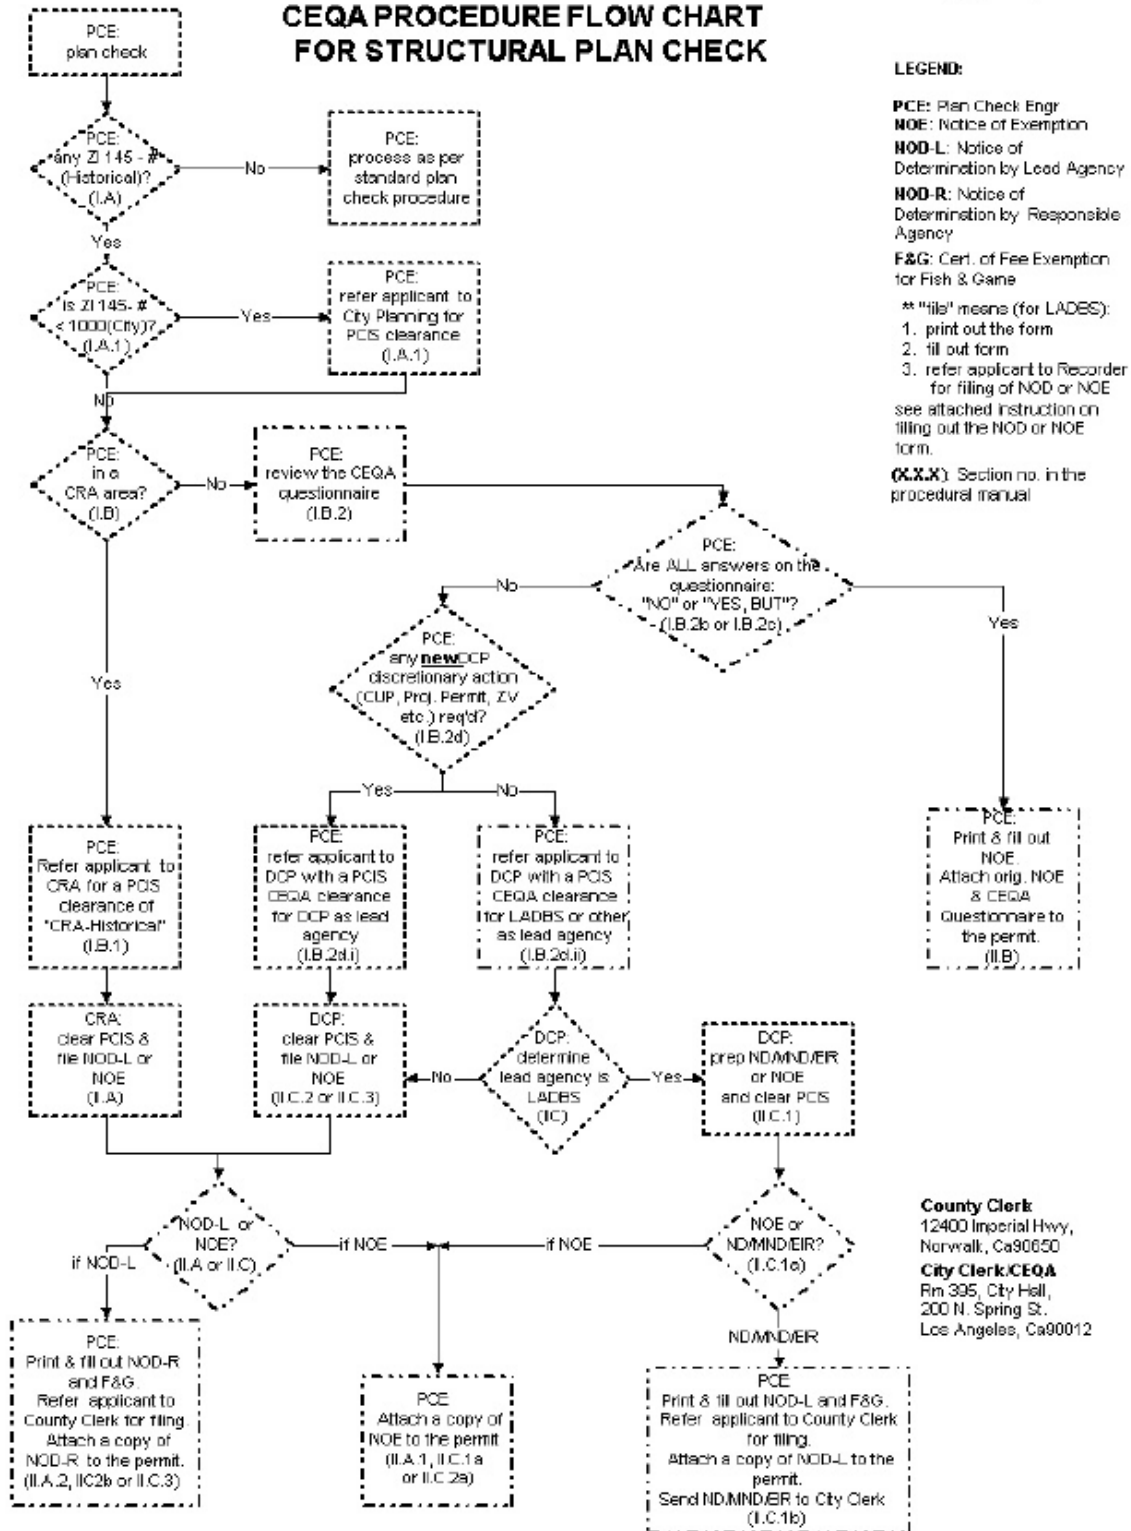 CEQA PROCEDURE FLOW CHART
FOR STRUCTURAL PLAN CHECK
PCE:
plan check
LEGEND:
PCE: Plan Check Engr
NOE: Notice of Exemption
NOD-L: Notice of
Determination by Lead Agency
NOD-R: Notice of
Determination by Responsible
Agency
F&G: Cert. of Fee Exemption
for Fish & Game
** "file" means (for LADBS):
1. print out the form
2. fill out form
3. refer applicant to Recorder
for filing of NOD or NOE
see attached instruction on
filling out the NOD or NOE
form.
(X.X.X) Section no. in the
procedural manual
PCE:
any ZI 145 - #
(Historical)?
(I.A)
No
PCE:
process as per
standard plan
check procedure
Yes
PCE:
is ZI 145- #
< 1000(City)?
(I.A.1)
Yes
PCE:
refer applicant to
City Planning for
PCIS clearance
(I.A.1)
No
PCE:
in a
CRA area?
(I.B)
No
PCE:
review the CEQA
questionnaire
(I.B.2)
PCE:
Are ALL answers on the
questionnaire:
"NO" or "YES, BUT"?
(I.B.2b or I.B.2c)
No
Yes
PCE:
any newDCP
discretionary action
(CUP, Proj. Permit, ZV
etc.) req'd?
(I.B.2d)
Yes
Yes
No
PCE:
Refer applicant to
CRA for a PCIS
clearance of
"CRA-Historical"
(I.B.1)
PCE:
refer applicant to
DCP with a PCIS
CEQA clearance
for DCP as lead
agency
(I.B.2d.i)
PCE:
refer applicant to
DCP with a PCIS
CEQA clearance
for LADBS or other
as lead agency
(I.B.2d.ii)
PCE:
Print & fill out
NOE.
Attach orig. NOE
& CEQA
Questionnaire to
the permit.
(II.B)
CRA:
clear PCIS &
file NOD-L or
NOE
(II.A)
DCP:
clear PCIS &
file NOD-L or
NOE
(II.C.2 or II.C.3)
No
DCP:
determine
lead agency is
LADBS
(IIC)
Yes
DCP:
prep ND/MND/EIR
or NOE
and clear PCIS
(II.C.1)
NOD-L or
NOE?
(II.A or II.C)
if NOD-L
if NOE
if NOE
NOE or
ND/MND/EIR?
(II.C.1a)
ND/MND/EIR
County Clerk
12400 Imperial Hwy,
Norwalk, Ca90650
City Clerk/CEQA
Rm 395, City Hall,
200 N. Spring St.
Los Angeles, Ca90012
PCE:
Print & fill out NOD-R
and F&G.
Refer applicant to
County Clerk for filing.
Attach a copy of
NOD-R to the permit.
(II.A.2, IIC2b or II.C.3)
PCE
Attach a copy of
NOE to the permit
(II.A.1, II.C.1a
or II.C.2a)
PCE
Print & fill out NOD-L and F&G.
Refer applicant to County Clerk
for filing.
Attach a copy of NOD-L to the
permit.
Send ND/MND/EIR to City Clerk
(II.C.1b)